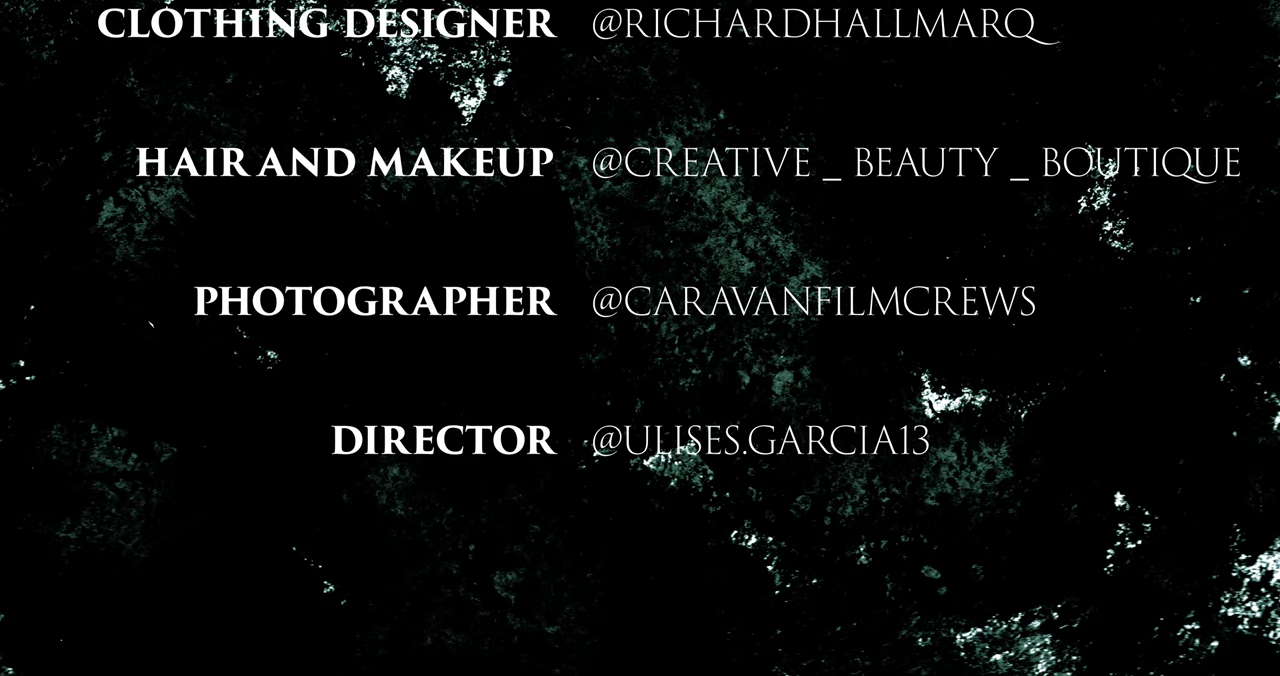 CLOTHING DESIGNER @RICHARDHALLMARQ
HAIR AND MAKEUP @CREATIVE _ BEAUTY _ BOUTIQUE
PHOTOGRAPHER @CARAVANFILMCREWS
DIRECTOR @ULISES.GARCIA13